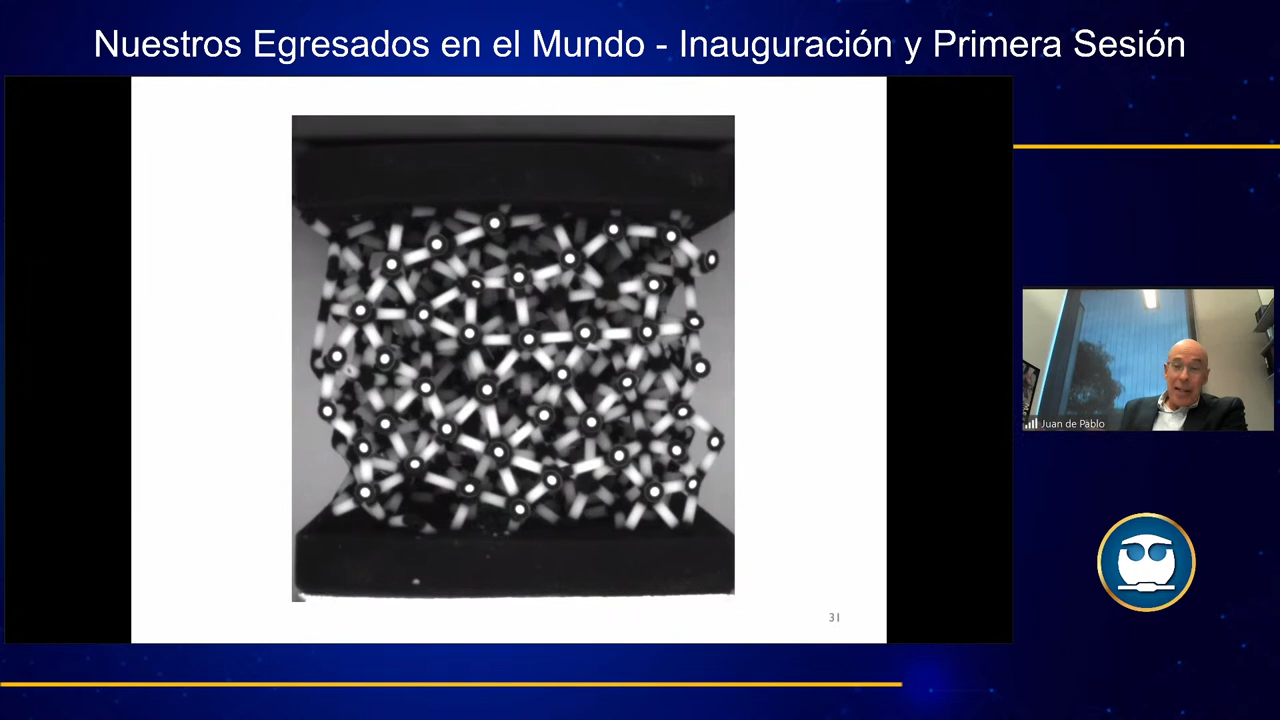 Nuestros Egresados en el Mundo - Inauguración y Primera Sesión
Juan de Pablo
31